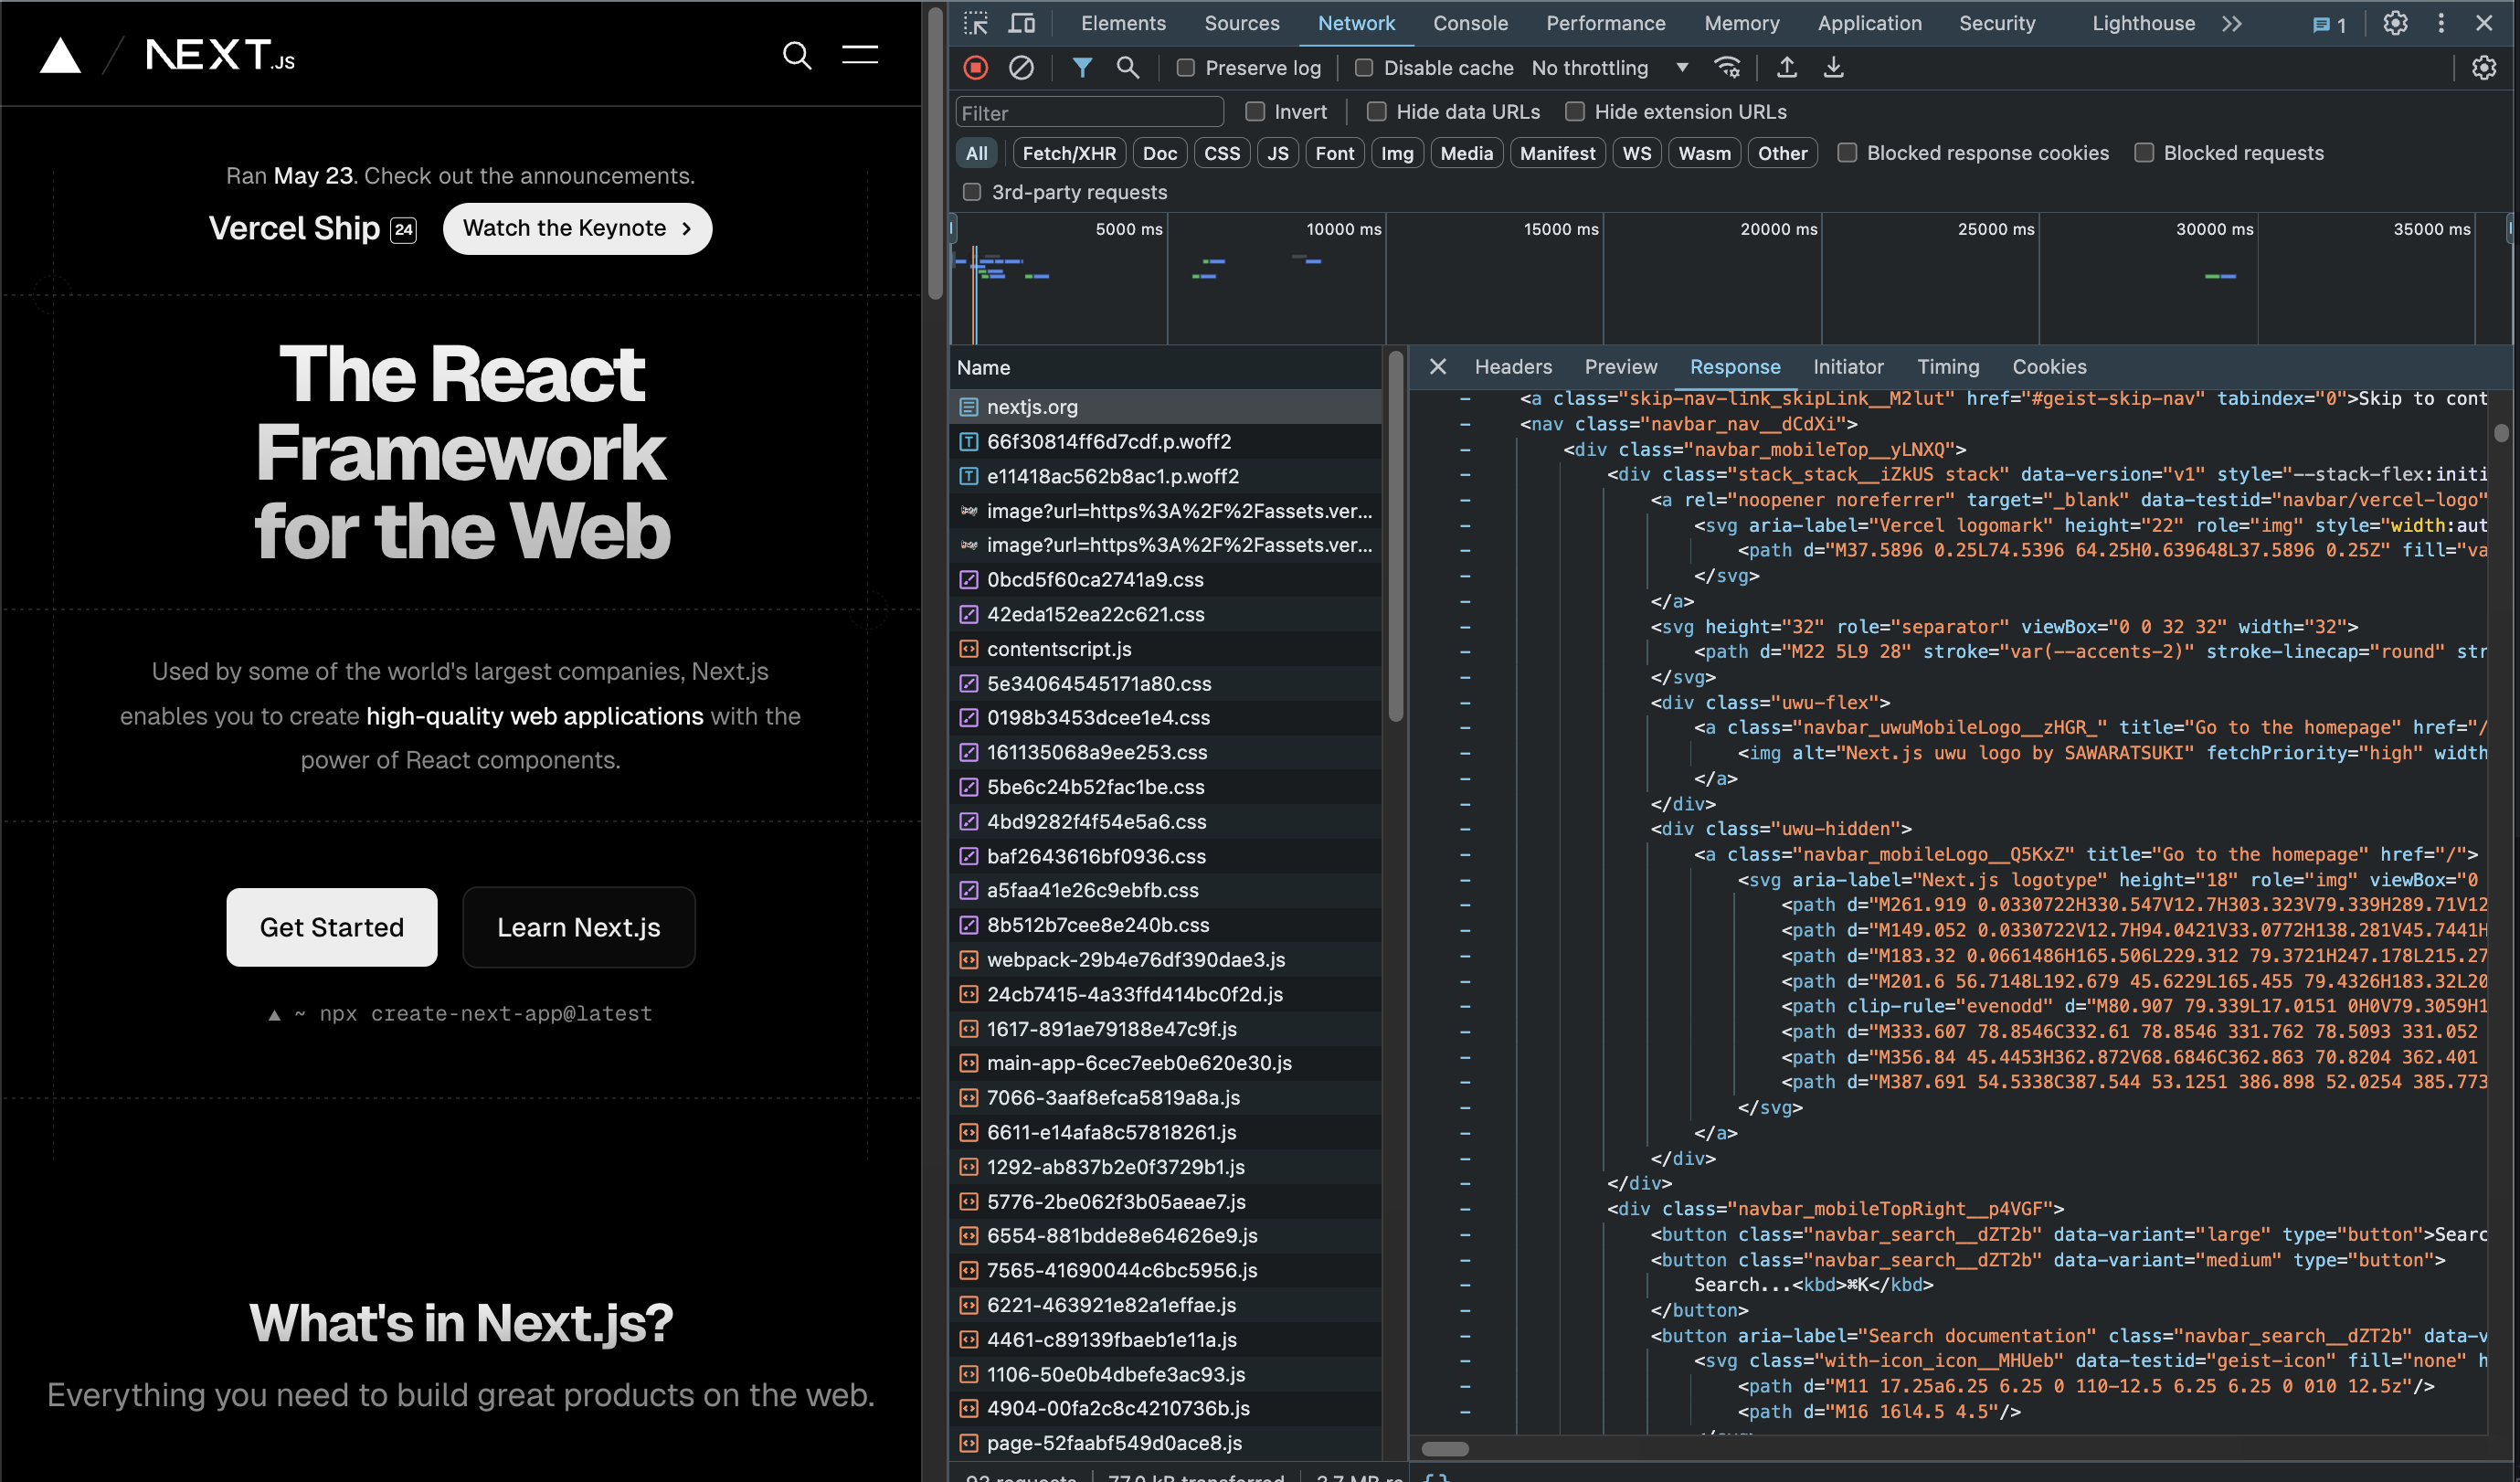 NEXT.JS
Ran May 23. Check out the announcements.
Vercel Ship 24
Watch the Keynote
The React
Framework
for the Web
Used by some of the world's largest companies, Next.js
enables you to create high-quality web applications with the
power of React components.
Get Started
Learn Next.js
▲ ~ npx create-next-app@latest
What's in Next.js?
Everything you need to build great products on the web.
Elements Sources Network Console Performance Memory Application Security Lighthouse 1
Preserve log Disable cache No throttling
Filter Invert Hide data URLs Hide extension URLs
All Fetch/XHR Doc CSS JS Font Img Media Manifest WS Wasm Other Blocked response cookies Blocked requests
3rd-party requests
5000 ms 10000 ms 15000 ms 20000 ms 25000 ms 30000 ms 35000 ms
Name
nextjs.org
66f30814ff6d7cdf.p.woff2
e11418ac562b8ac1.p.woff2
image?url=https%3A%2F%2Fassets.ver...
image?url=https%3A%2F%2Fassets.ver...
0bcd5f60ca2741a9.css
42eda152ea22c621.css
contentscript.js
5e34064545171a80.css
0198b3453dcee1e4.css
161135068a9ee253.css
5be6c24b52fac1be.css
4bd9282f4f54e5a6.css
baf2643616bf0936.css
a5faa41e26c9ebfb.css
8b512b7cee8e240b.css
webpack-29b4e76df390dae3.js
24cb7415-4a33ffd414bc0f2d.js
1617-891ae79188e47c9f.js
main-app-6cec7eeb0e620e30.js
7066-3aaf8efca5819a8a.js
6611-e14afa8c57818261.js
1292-ab837b2e0f3729b1.js
5776-2be062f3b05aeae7.js
6554-881bdde8e64626e9.js
7565-41690044c6bc5956.js
6221-463921e82a1effae.js
4461-c89139fbaeb1e11a.js
1106-50e0b4dbefe3ac93.js
4904-00fa2c8c4210736b.js
page-52faabf549d0ace8.js
93 requests 77.0 kB transferred 3.7 MB re
Headers Preview Response Initiator Timing Cookies
<a class="skip-nav-link_skipLink__M2lut" href="#geist-skip-nav" tabindex="0">Skip to cont
<nav class="navbar_nav__dCdXi">
<div class="navbar_mobileTop__yLNXQ">
<div class="stack_stack__iZkUS stack" data-version="v1" style="--stack-flex:initi
<a rel="noopener noreferrer" target="_blank" data-testid="navbar/vercel-logo"
<svg aria-label="Vercel logomark" height="22" role="img" style="width:aut
<path d="M37.5896 0.25L74.5396 64.25H0.639648L37.5896 0.25Z" fill="va
</svg>
</a>
<svg height="32" role="separator" viewBox="0 0 32 32" width="32">
<path d="M22 5L9 28" stroke="var(--accents-2)" stroke-linecap="round" str
</svg>
<div class="uwu-flex">
<a class="navbar_uwuMobileLogo__zHGR_" title="Go to the homepage" href="/
<img alt="Next.js uwu logo by SAWARATSUKI" fetchPriority="high" width
</a>
</div>
<div class="uwu-hidden">
<a class="navbar_mobileLogo__Q5KxZ" title="Go to the homepage" href="/">
<svg aria-label="Next.js logotype" height="18" role="img" viewBox="0
<path d="M261.919 0.0330722H330.547V12.7H303.323V79.339H289.71V12
<path d="M149.052 0.0330722V12.7H94.0421V33.0772H138.281V45.7441H
<path d="M183.32 0.0661486H165.506L229.312 79.3721H247.178L215.27
<path d="M201.6 56.7148L192.679 45.6229L165.455 79.4326H183.32L20
<path clip-rule="evenodd" d="M80.907 79.339L17.0151 0H0V79.3059H1
<path d="M333.607 78.8546C332.61 78.8546 331.762 78.5093 331.052
<path d="M356.84 45.4453H362.872V68.6846C362.863 70.8204 362.401
<path d="M387.691 54.5338C387.544 53.1251 386.898 52.0254 385.773
</svg>
</a>
</div>
</div>
<div class="navbar_mobileTopRight__p4VGF">
<button class="navbar_search__dZT2b" data-variant="large" type="button">Searc
<button class="navbar_search__dZT2b" data-variant="medium" type="button">
Search...<kbd>⌘K</kbd>
</button>
<button aria-label="Search documentation" class="navbar_search__dZT2b" data-v
<svg class="with-icon_icon__MHUeb" data-testid="geist-icon" fill="none" h
<path d="M11 17.25a6.25 6.25 0 110-12.5 6.25 6.25 0 010 12.5z"/>
<path d="M16 16l4.5 4.5"/>
</svg>